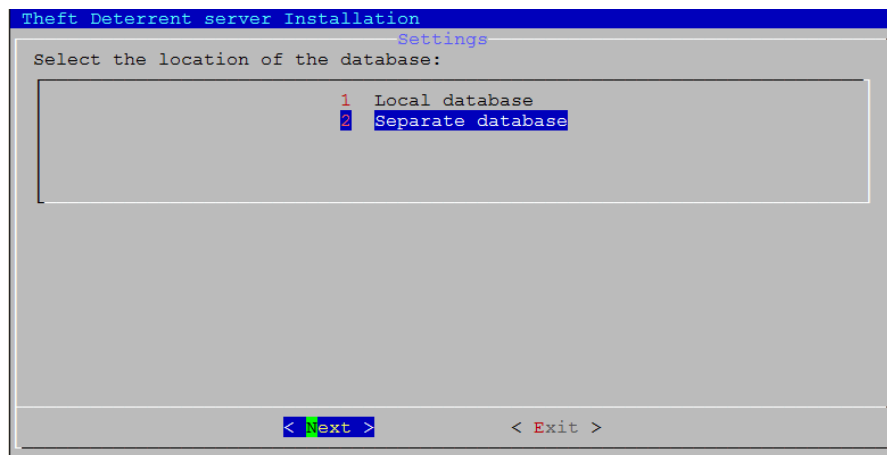 Theft Deterrent server Installation
Settings
Select the location of the database:
1 Local database
2 Separate database
< Next > < Exit >